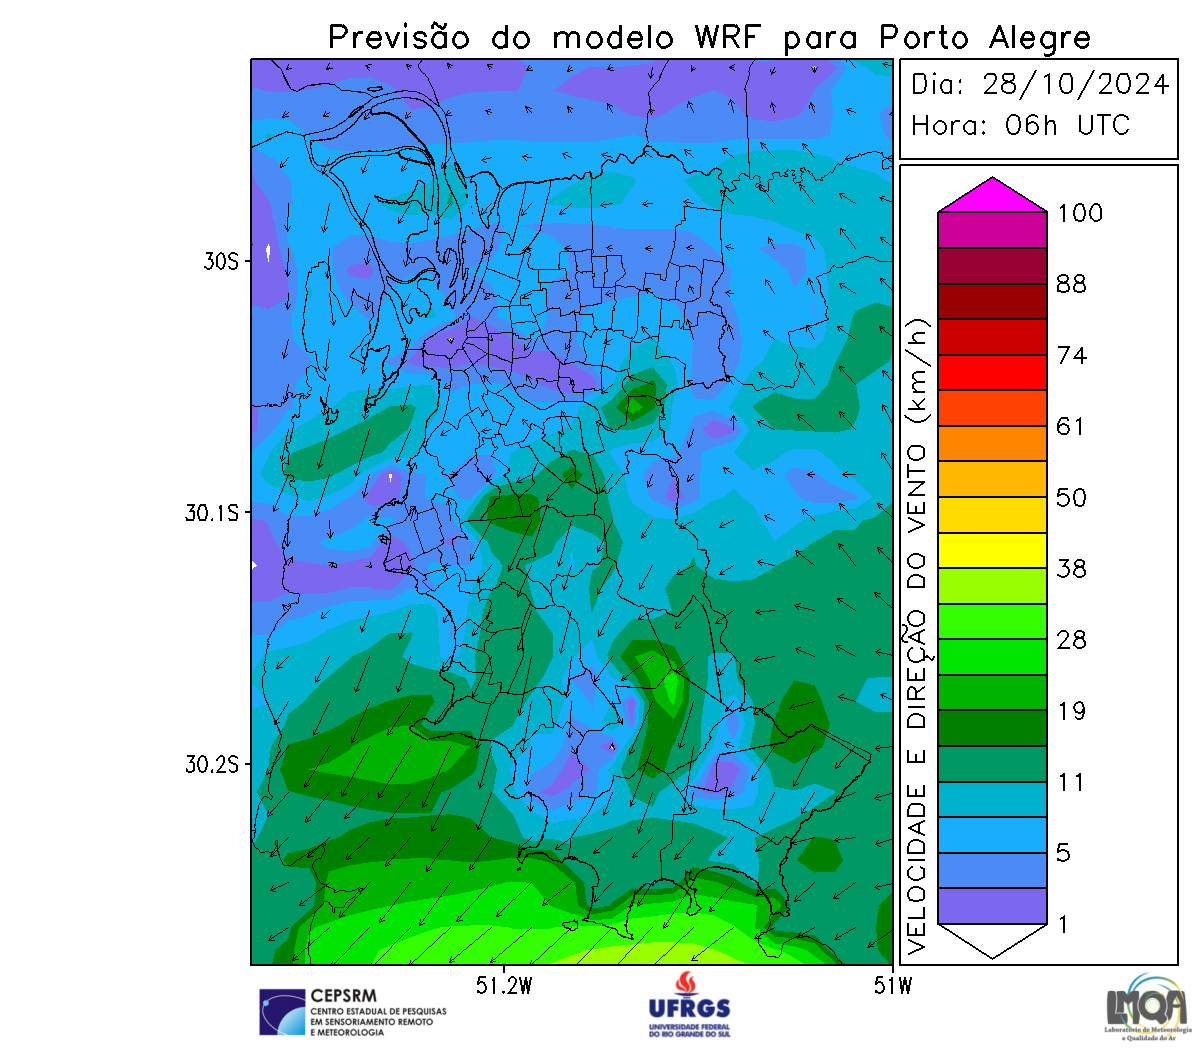 Previsão do modelo WRF para Porto Alegre
Dia: 28/10/2024
Hora: 06h UTC
100
88
74
61
50
38
28
19
11
5
1
VELOCIDADE E DIREÇÃO DO VENTO (km/h)
30S
30.1S
30.2S
51.2W
51W
CEPSRM
CENTRO ESTADUAL DE PESQUISAS
EM SENSORIAMENTO REMOTO
E METEOROLOGIA
UFRGS
UNIVERSIDADE FEDERAL
DO RIO GRANDE DO SUL
LMQA
Laboratório de Meteorologia
e Qualidade do Ar